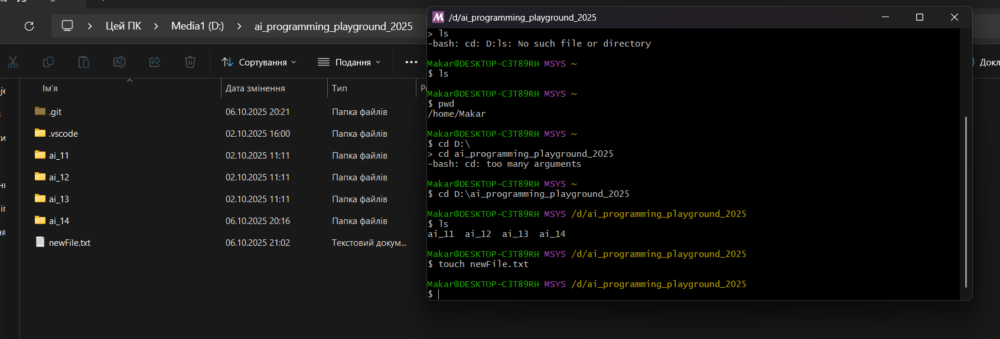 Цей ПК > Media1 (D:) > ai_programming_playground_2025
Сортування
Подання
•••
Ім'я
Дата змінення
Тип
.git 06.10.2025 20:21 Папка файлів
.vscode 02.10.2025 16:00 Папка файлів
ai_11 02.10.2025 11:11 Папка файлів
ai_12 02.10.2025 11:11 Папка файлів
ai_13 02.10.2025 11:11 Папка файлів
ai_14 06.10.2025 20:16 Папка файлів
newFile.txt 06.10.2025 21:02 Текстовий докум...
/d/ai_programming_playground_2025
> ls
-bash: cd: D:ls: No such file or directory
Makar@DESKTOP-C3T89RH MSYS ~
$ ls
Makar@DESKTOP-C3T89RH MSYS ~
$ pwd
/home/Makar
Makar@DESKTOP-C3T89RH MSYS ~
$ cd D:\
> cd ai_programming_playground_2025
-bash: cd: too many arguments
Makar@DESKTOP-C3T89RH MSYS ~
$ cd D:\ai_programming_playground_2025
Makar@DESKTOP-C3T89RH MSYS /d/ai_programming_playground_2025
$ ls
ai_11 ai_12 ai_13 ai_14
Makar@DESKTOP-C3T89RH MSYS /d/ai_programming_playground_2025
$ touch newFile.txt
Makar@DESKTOP-C3T89RH MSYS /d/ai_programming_playground_2025
$
Докл